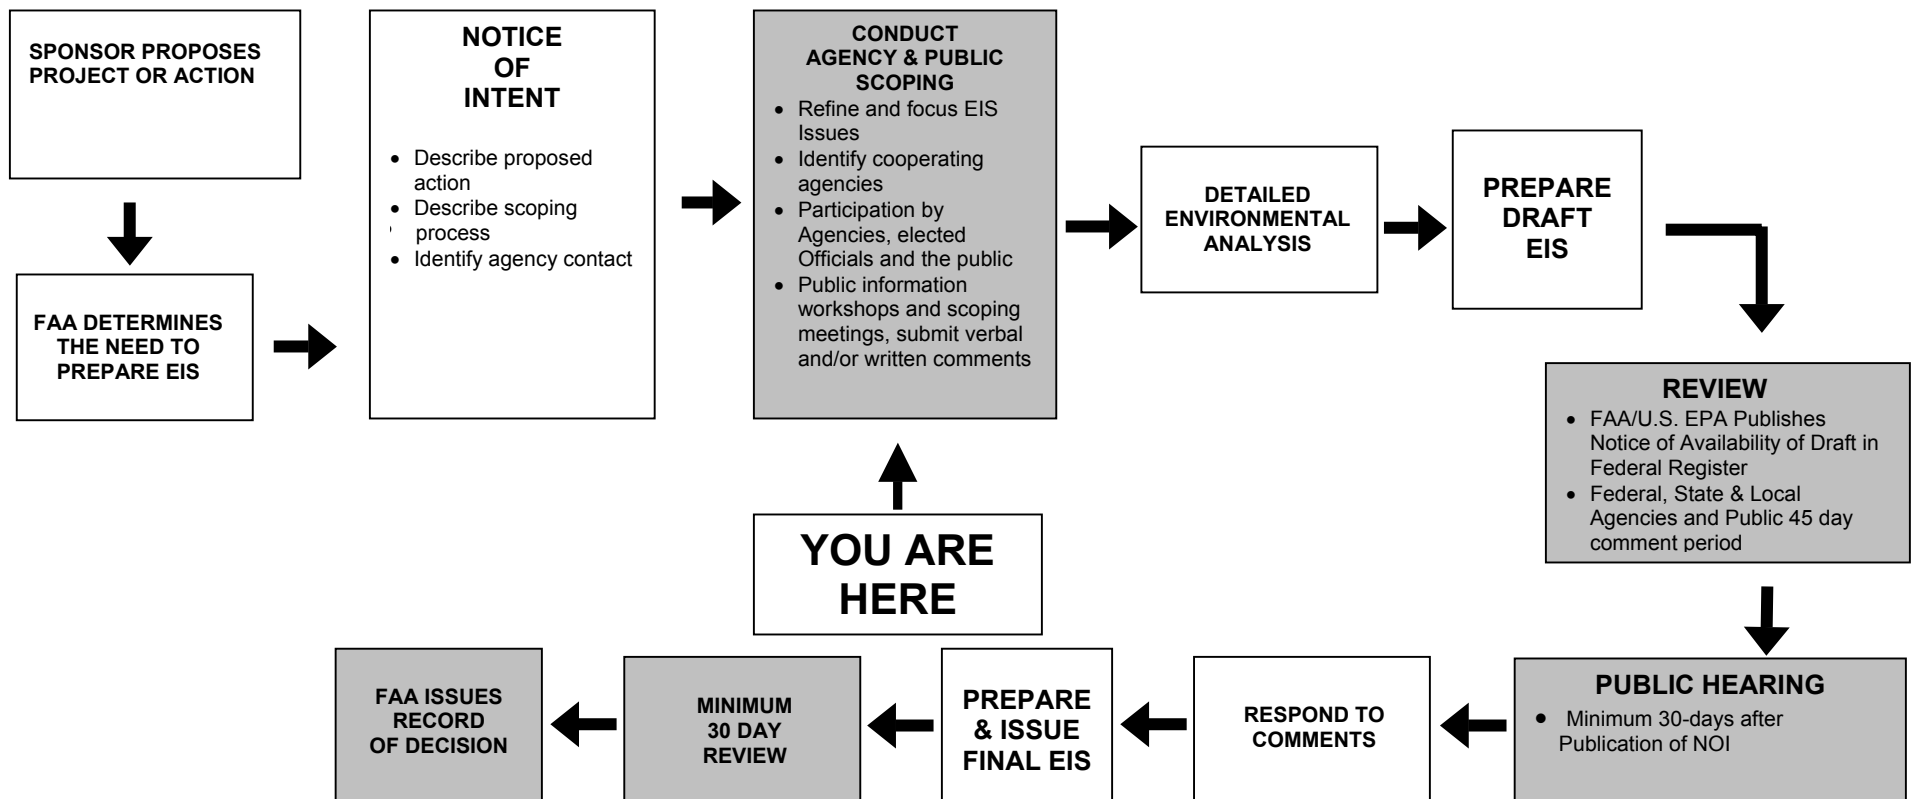 SPONSOR PROPOSES
PROJECT OR ACTION
FAA DETERMINES
THE NEED TO
PREPARE EIS
NOTICE
OF
INTENT
• Describe proposed
action
• Describe scoping
process
• Identify agency contact
CONDUCT
AGENCY & PUBLIC
SCOPING
• Refine and focus EIS
Issues
• Identify cooperating
agencies
• Participation by
Agencies, elected
Officials and the public
• Public information
workshops and scoping
meetings, submit verbal
and/or written comments
YOU ARE
HERE
DETAILED
ENVIRONMENTAL
ANALYSIS
PREPARE
DRAFT
EIS
REVIEW
• FAA/U.S. EPA Publishes
Notice of Availability of Draft in
Federal Register
• Federal, State & Local
Agencies and Public 45 day
comment period
PUBLIC HEARING
• Minimum 30-days after
Publication of NOI
RESPOND TO
COMMENTS
PREPARE
& ISSUE
FINAL EIS
MINIMUM
30 DAY
REVIEW
FAA ISSUES
RECORD
OF DECISION